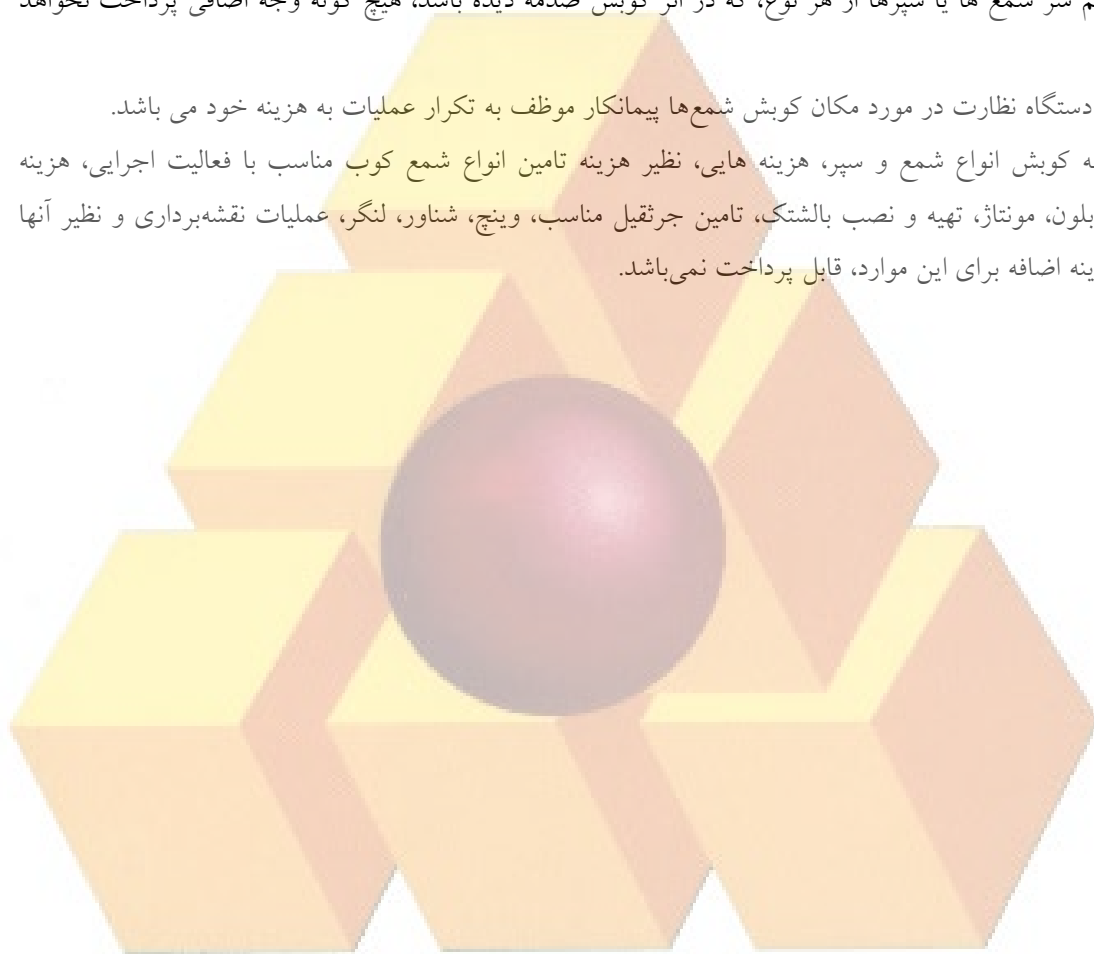 م سر شمع ها یا سپرها از هر نوع، که در اثر کوبش صدمه دیده باشد، هیچ گونه وجه اضافی پرداخت نخواهد
دستگاه نظارت در مورد مکان کوبش شمع‌ها پیمانکار موظف به تکرار عملیات به هزینه خود می باشد.
ه کوبش انواع شمع و سپر، هزینه هایی، نظیر هزینه تامین انواع شمع کوب مناسب با فعالیت اجرایی، هزینه
بلون، مونتاژ، تهیه و نصب بالشتک، تامین جرثقیل مناسب، وینچ، شناور، لنگر، عملیات نقشه‌برداری و نظیر آنها
ینه اضافه برای این موارد، قابل پرداخت نمی‌باشد.